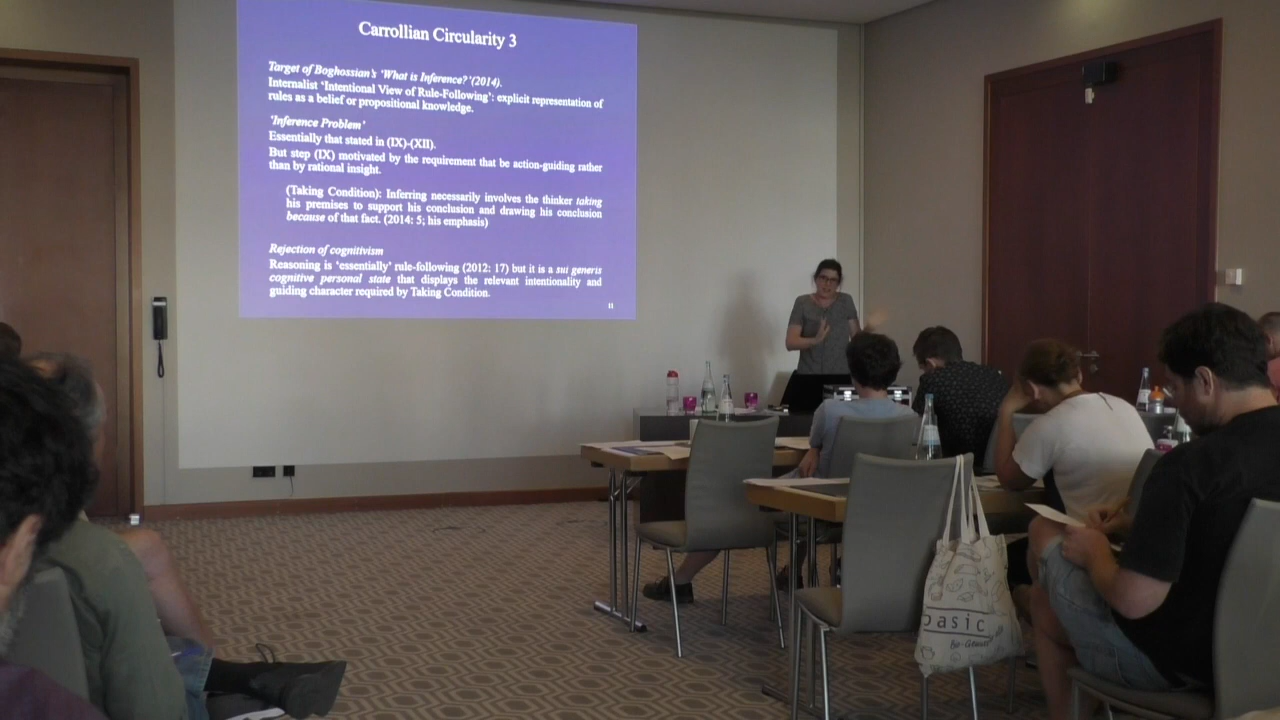 Carrollian Circularity 3
Target of Boghossian's 'What is Inference?'(2014).
Internalist 'Intentional View of Rule-Following': explicit representation of
rules as a belief or propositional knowledge.
'Inference Problem'
Essentially that stated in (IX)-(XII).
But step (IX) motivated by the requirement that be action-guiding rather
than by rational insight.
(Taking Condition): Inferring necessarily involves the thinker taking
his premises to support his conclusion and drawing his conclusion
because of that fact. (2014: 5; his emphasis)
Rejection of cognitivism
Reasoning is 'essentially' rule-following (2012: 17) but it is a sui generis
cognitive personal state that displays the relevant intentionality and
guiding character required by Taking Condition.
11
basic